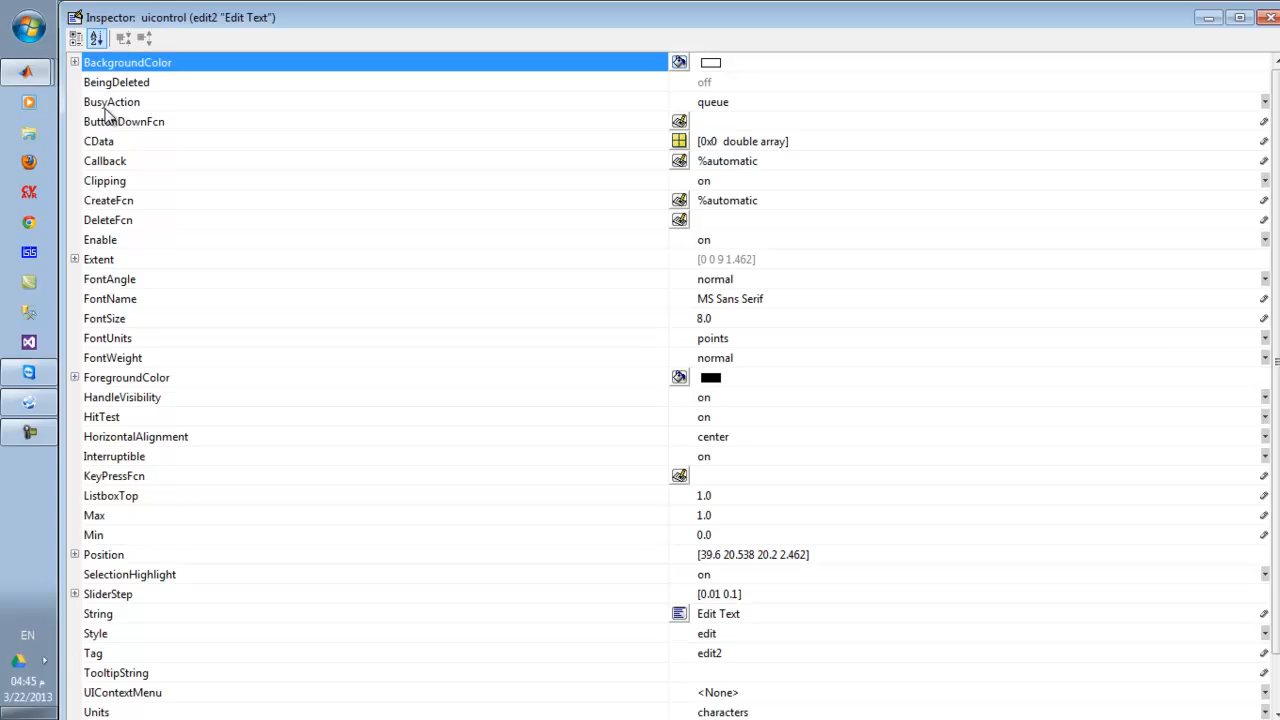 Inspector: uicontrol (edit2 "Edit Text")
BackgroundColor
BeingDeleted off
BusyAction queue
ButtonDownFcn
CData [0x0 double array]
Callback %automatic
Clipping on
CreateFcn %automatic
DeleteFcn
Enable on
Extent [0 0 9 1.462]
FontAngle normal
FontName MS Sans Serif
FontSize 8.0
FontUnits points
FontWeight normal
ForegroundColor
HandleVisibility on
HitTest on
HorizontalAlignment center
Interruptible on
KeyPressFcn
ListboxTop 1.0
Max 1.0
Min 0.0
Position [39.6 20.538 20.2 2.462]
SelectionHighlight on
SliderStep [0.01 0.1]
String Edit Text
Style edit
Tag edit2
TooltipString
UIContextMenu <None>
Units characters
CV
AVR
ISIS
EN
04:45 م
3/22/2013